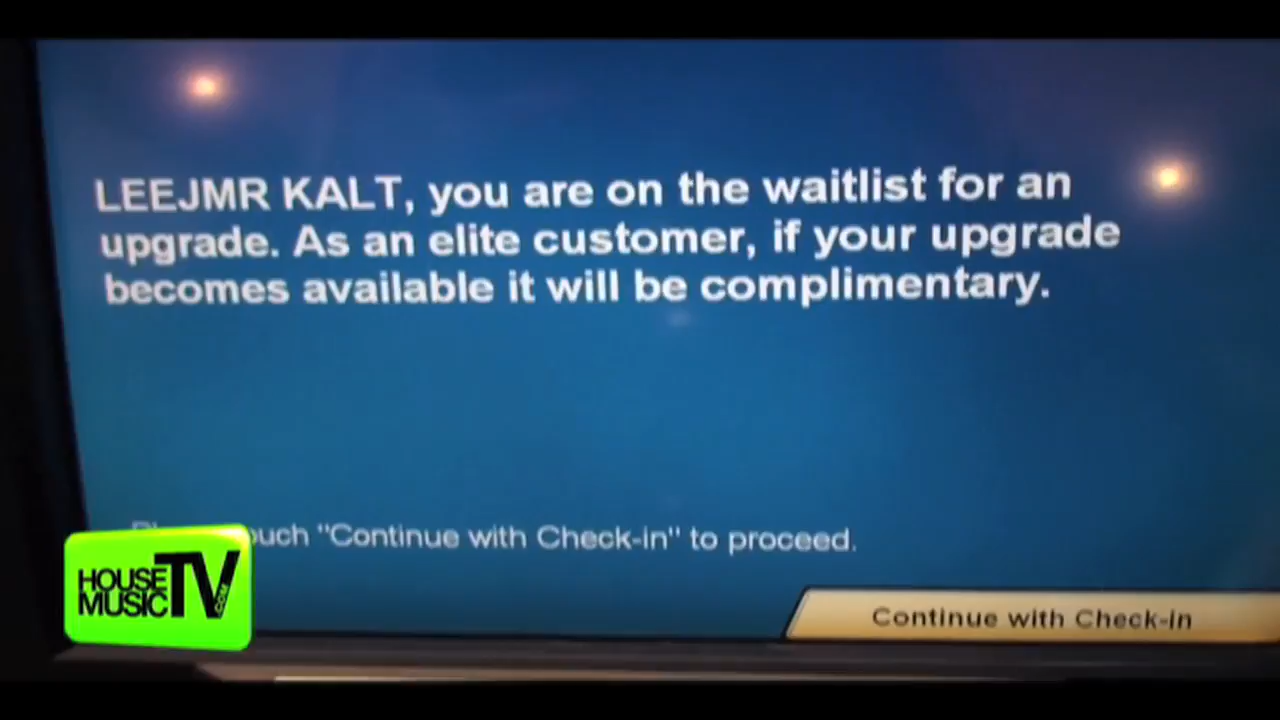 LEEJMR KALT, you are on the waitlist for an
upgrade. As an elite customer, if your upgrade
becomes available it will be complimentary.
"Continue with Check-in" to proceed.
HOUSE
MUSIC TV
.COM
Continue with Check-in